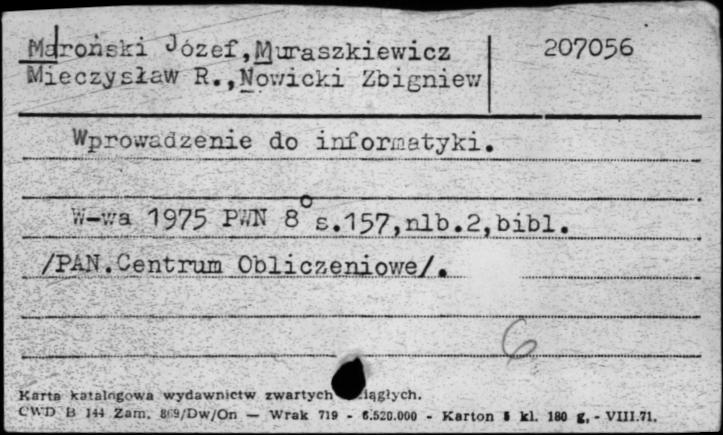 Maroński Józef,Muraszkiewicz 207056
Mieczysław R.,Nowicki Zbigniew
Wprowadzenie do informatyki.
W-wa 1975 PWN 8° s.157,nlb.2,bibl.
/PAN.Centrum Obliczeniowe/.
6
Karta katalogowa wydawnictw zwartych ciągłych.
CWD B 144 Zam. 869/Dw/On — Wrak 719 - 6.520.000 - Karton kl. 180 g, - VIII.71.